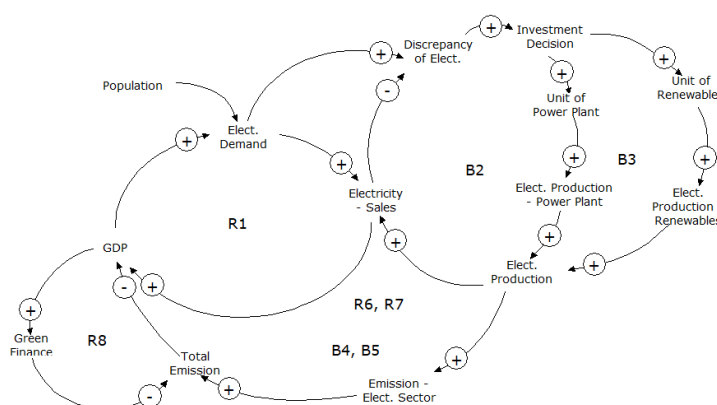 Discrepancy
of Elect.
Investment
Decision
Population
Unit of
Power Plant
Unit of
Renewables
Elect.
Demand
Electricity
- Sales
B2
B3
Elect. Production
- Power Plant
Elect.
Production -
Renewables
R1
GDP
Elect.
Production
R6, R7
Green
Finance
R8
B4, B5
Total
Emission
Emission -
Elect. Sector
+
+
+
+
-
+
+
+
+
+
+
+
+
-
+
+
-
+
+